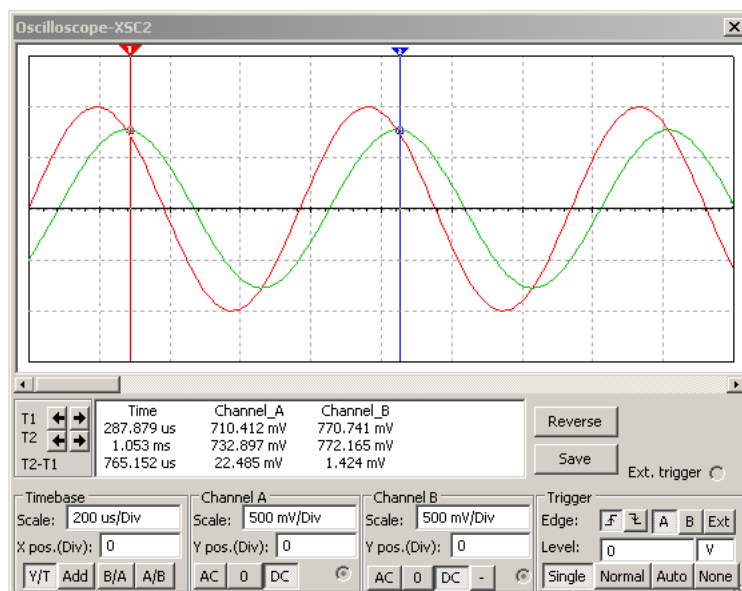 Oscilloscope-XSC2
1 2
T1
T2
T2-T1
Time Channel_A Channel_B
287.879 us 710.412 mV 770.741 mV
1.053 ms 732.897 mV 772.165 mV
765.152 us 22.485 mV 1.424 mV
Reverse
Save
Ext. trigger
Timebase
Scale: 200 us/Div
X pos.(Div): 0
Y/T Add B/A A/B
Channel A
Scale: 500 mV/Div
Y pos.(Div): 0
AC 0 DC
Channel B
Scale: 500 mV/Div
Y pos.(Div): 0
AC 0 DC -
Trigger
Edge: A B Ext
Level: 0 V
Single Normal Auto None